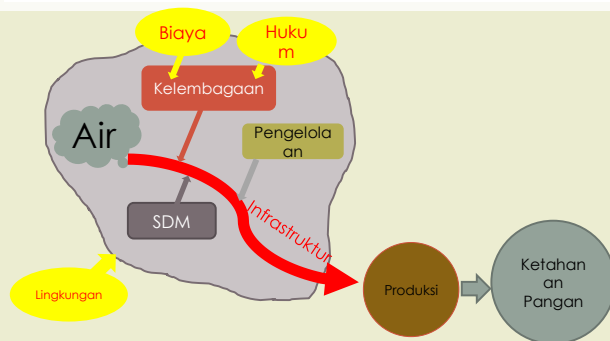 Biaya
Huku
m
Kelembagaan
Air
Pengelola
an
SDM
Infrastruktur
Lingkungan
Produksi
Ketahan
an
Pangan